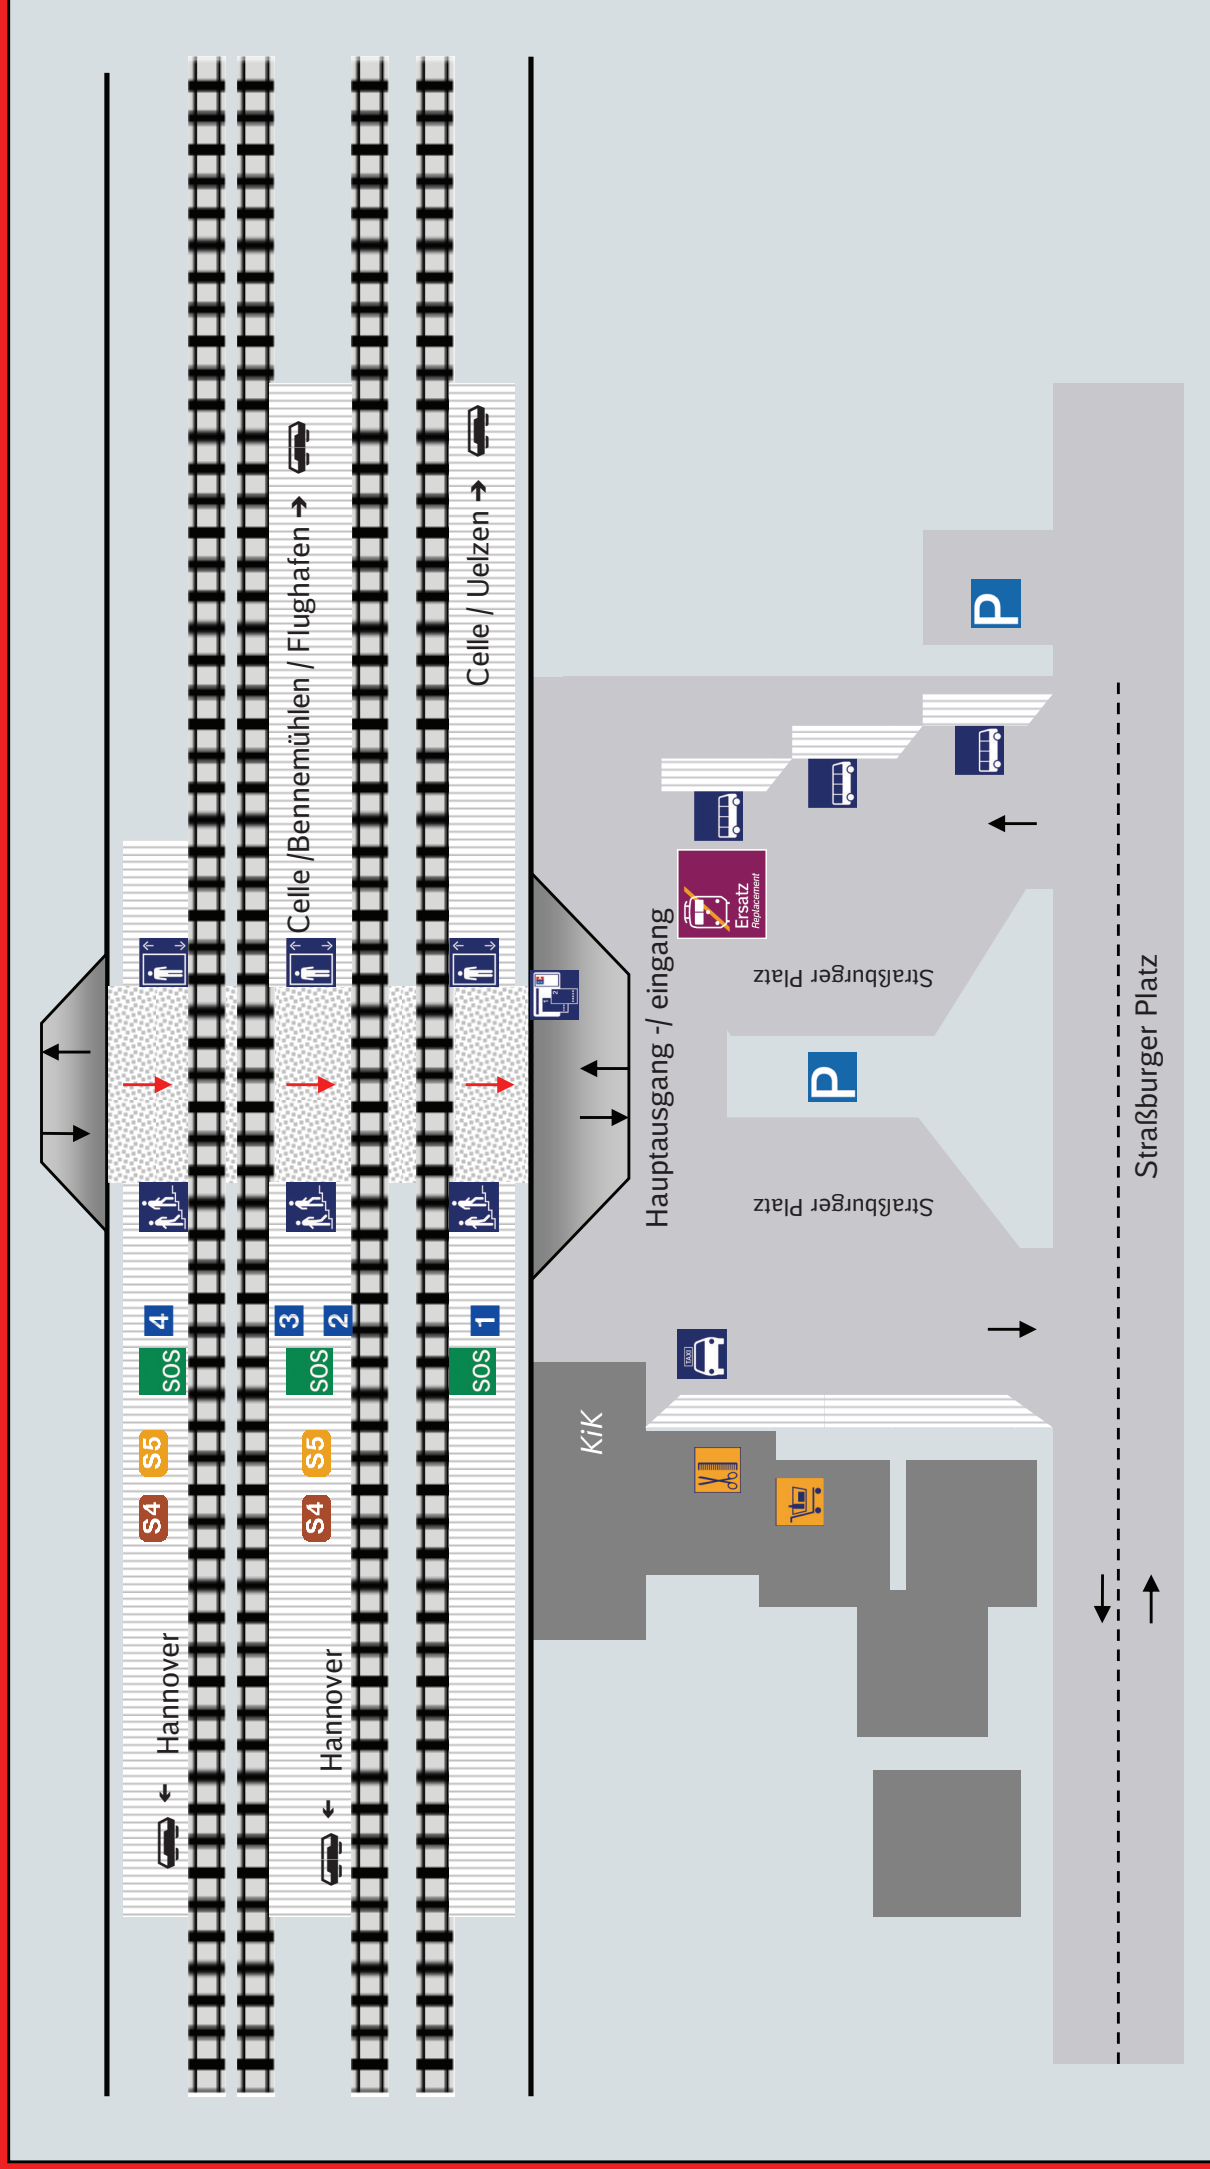 ← Hannover
S4 S5
SOS
4
← Hannover
S4 S5
SOS
3
2
Celle /Bennemühlen / Flughafen →
SOS
1
Celle / Uelzen →
KiK
Hauptausgang -/ eingang
TAXI
Ersatz
Replacement
Straßburger Platz
Straßburger Platz
P
P
Straßburger Platz